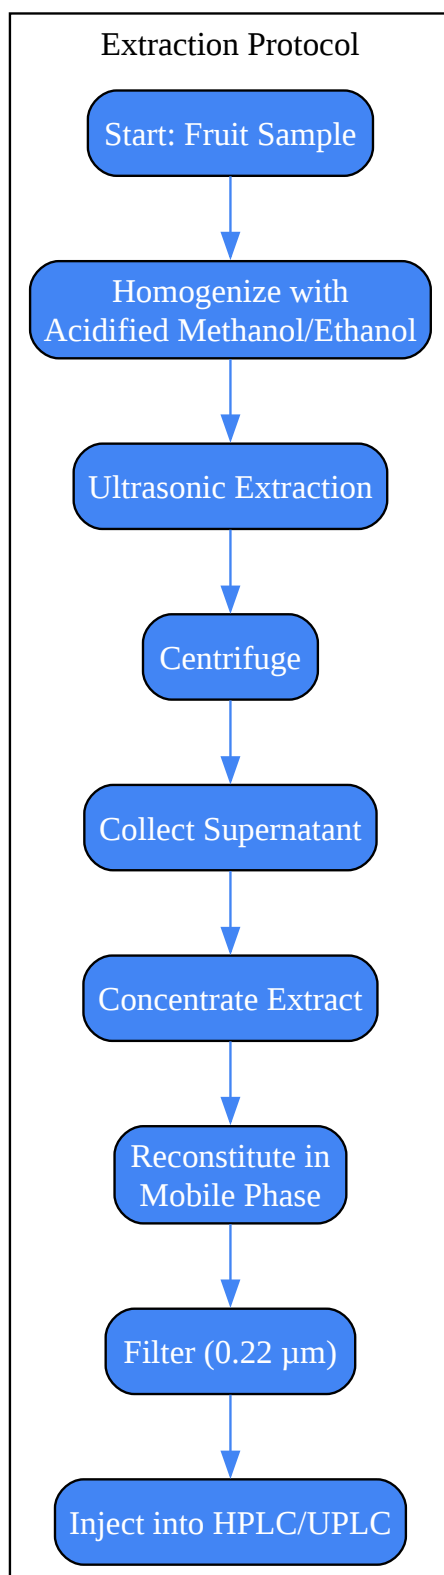 Extraction Protocol
Start: Fruit Sample
Homogenize with
Acidified Methanol/Ethanol
Ultrasonic Extraction
Centrifuge
Collect Supernatant
Concentrate Extract
Reconstitute in
Mobile Phase
Filter (0.22 µm)
Inject into HPLC/UPLC